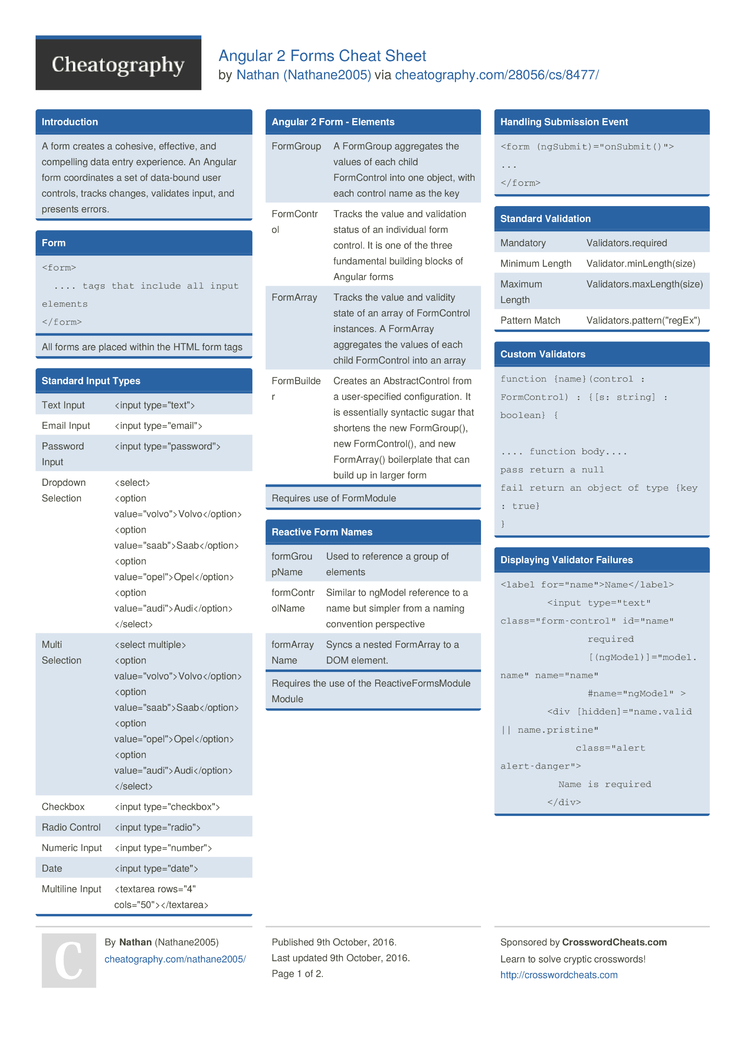 Cheatography
Angular 2 Forms Cheat Sheet
by Nathan (Nathane2005) via cheatography.com/28056/cs/8477/
Introduction
A form creates a cohesive, effective, and
compelling data entry experience. An Angular
form coordinates a set of data-bound user
controls, tracks changes, validates input, and
presents errors.
Form
<form>
.... tags that include all input
elements
</form>
All forms are placed within the HTML form tags
Standard Input Types
Text Input <input type="text">
Email Input <input type="email">
Password <input type="password">
Input
Dropdown <select>
Selection <option
value="volvo">Volvo</option>
<option
value="saab">Saab</option>
<option
value="opel">Opel</option>
<option
value="audi">Audi</option>
</select>
Multi <select multiple>
Selection <option
value="volvo">Volvo</option>
<option
value="saab">Saab</option>
<option
value="opel">Opel</option>
<option
value="audi">Audi</option>
</select>
Checkbox <input type="checkbox">
Radio Control <input type="radio">
Numeric Input <input type="number">
Date <input type="date">
Multiline Input <textarea rows="4"
cols="50"></textarea>
Angular 2 Form - Elements
FormGroup A FormGroup aggregates the
values of each child
FormControl into one object, with
each control name as the key
FormContr Tracks the value and validation
ol status of an individual form
control. It is one of the three
fundamental building blocks of
Angular forms
FormArray Tracks the value and validity
state of an array of FormControl
instances. A FormArray
aggregates the values of each
child FormControl into an array
FormBuilde Creates an AbstractControl from
r a user-specified configuration. It
is essentially syntactic sugar that
shortens the new FormGroup(),
new FormControl(), and new
FormArray() boilerplate that can
build up in larger form
Requires use of FormModule
Reactive Form Names
formGrou Used to reference a group of
pName elements
formContr Similar to ngModel reference to a
olName name but simpler from a naming
convention perspective
formArray Syncs a nested FormArray to a
Name DOM element.
Requires the use of the ReactiveFormsModule
Module
Handling Submission Event
<form (ngSubmit)="onSubmit()">
...
</form>
Standard Validation
Mandatory Validators.required
Minimum Length Validator.minLength(size)
Maximum Validators.maxLength(size)
Length
Pattern Match Validators.pattern("regEx")
Custom Validators
function {name}(control :
FormControl) : {[s: string] :
boolean} {
.... function body....
pass return a null
fail return an object of type {key
: true}
}
Displaying Validator Failures
<label for="name">Name</label>
<input type="text"
class="form-control" id="name"
required
[(ngModel)]="model.
name" name="name"
#name="ngModel" >
<div [hidden]="name.valid
|| name.pristine"
class="alert
alert-danger">
Name is required
</div>
C
By Nathan (Nathane2005)
cheatography.com/nathane2005/
Published 9th October, 2016.
Last updated 9th October, 2016.
Page 1 of 2.
Sponsored by CrosswordCheats.com
Learn to solve cryptic crosswords!
http://crosswordcheats.com